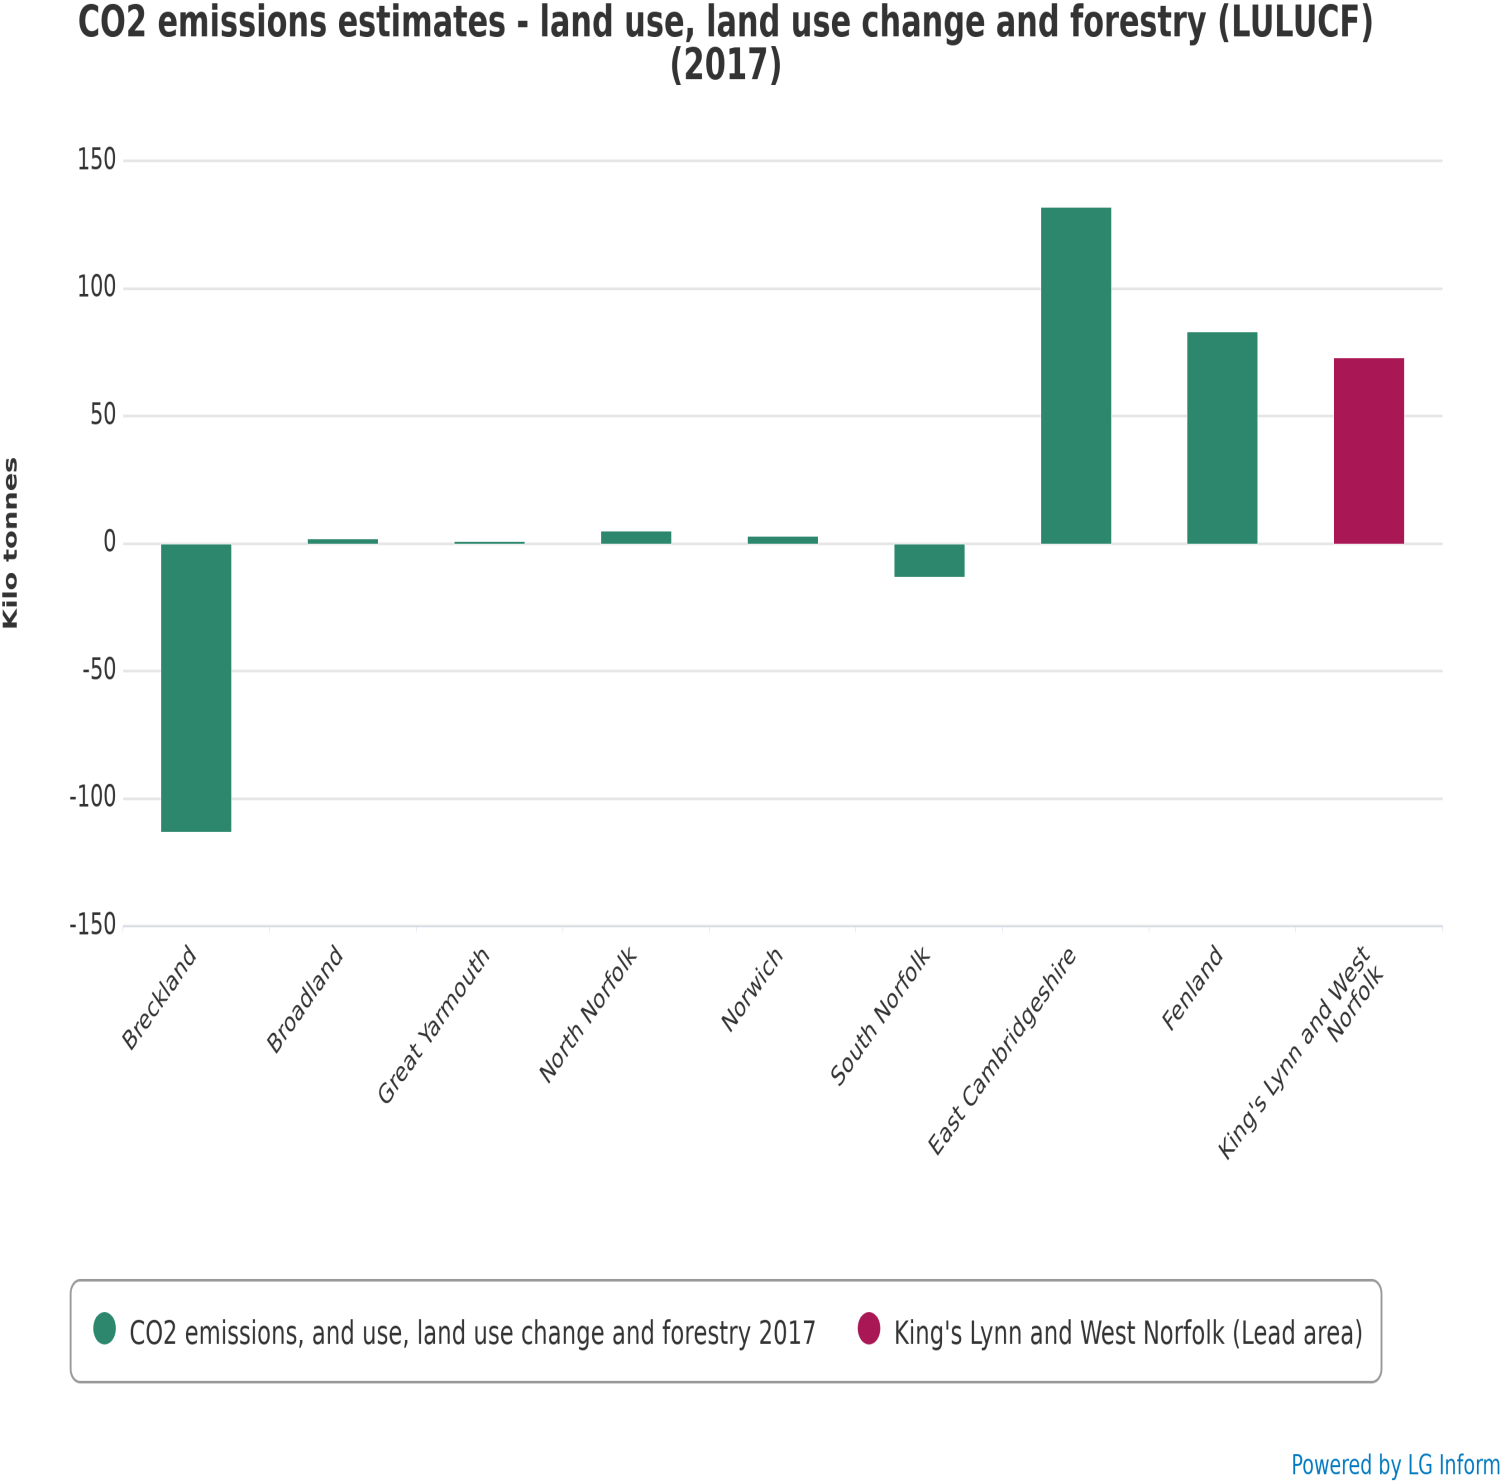 CO2 emissions estimates - land use, land use change and forestry (LULUCF)
(2017)
150
100
50
0
-50
-100
-150
Kilo tonnes
Breckland
Broadland
Great Yarmouth
North Norfolk
Norwich
South Norfolk
East Cambridgeshire
Fenland
King's Lynn and West
Norfolk
CO2 emissions, and use, land use change and forestry 2017
King's Lynn and West Norfolk (Lead area)
Powered by LG Inform